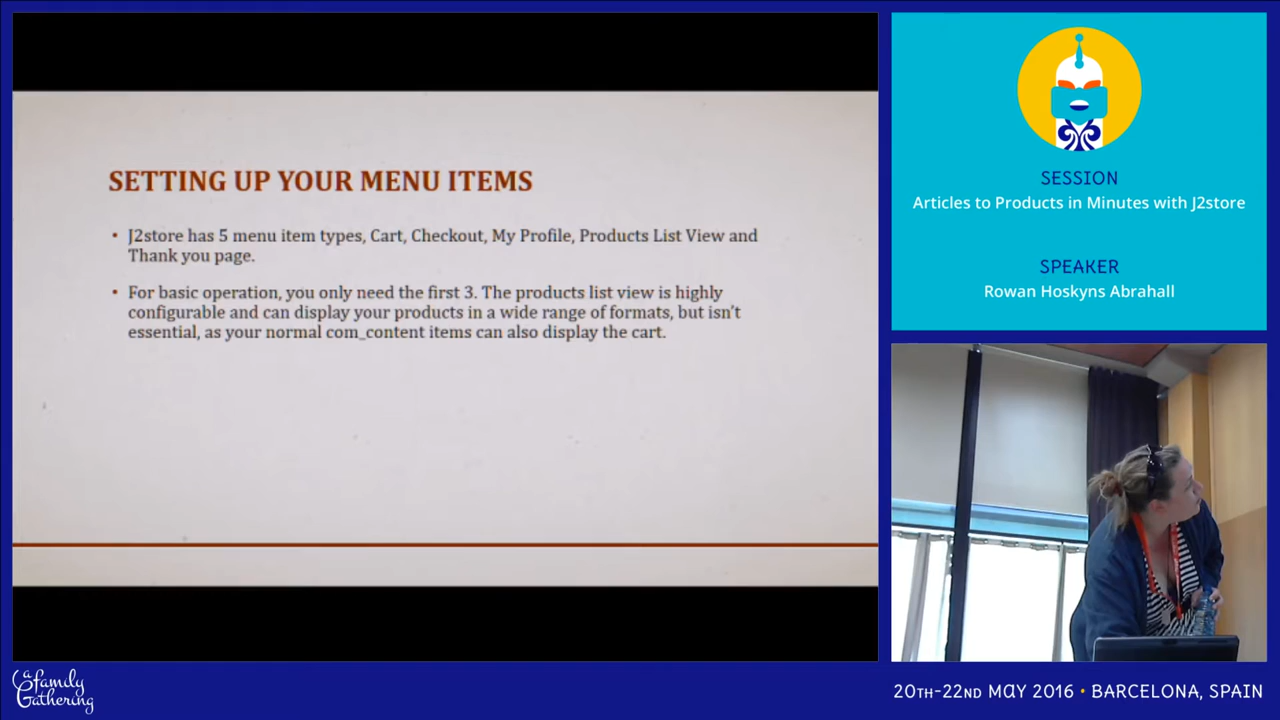 SETTING UP YOUR MENU ITEMS
• J2store has 5 menu item types, Cart, Checkout, My Profile, Products List View and
Thank you page.
• For basic operation, you only need the first 3. The products list view is highly
configurable and can display your products in a wide range of formats, but isn't
essential, as your normal com_content items can also display the cart.
SESSION
Articles to Products in Minutes with J2store
SPEAKER
Rowan Hoskyns Abrahall
a family
Gathering
20TH-22ND MAY 2016 • BARCELONA, SPAIN